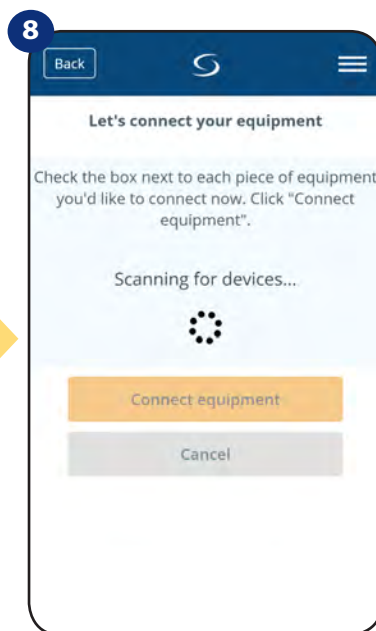 8
Back
Let's connect your equipment
Check the box next to each piece of equipment
you'd like to connect now. Click "Connect
equipment".
Scanning for devices...
Connect equipment
Cancel